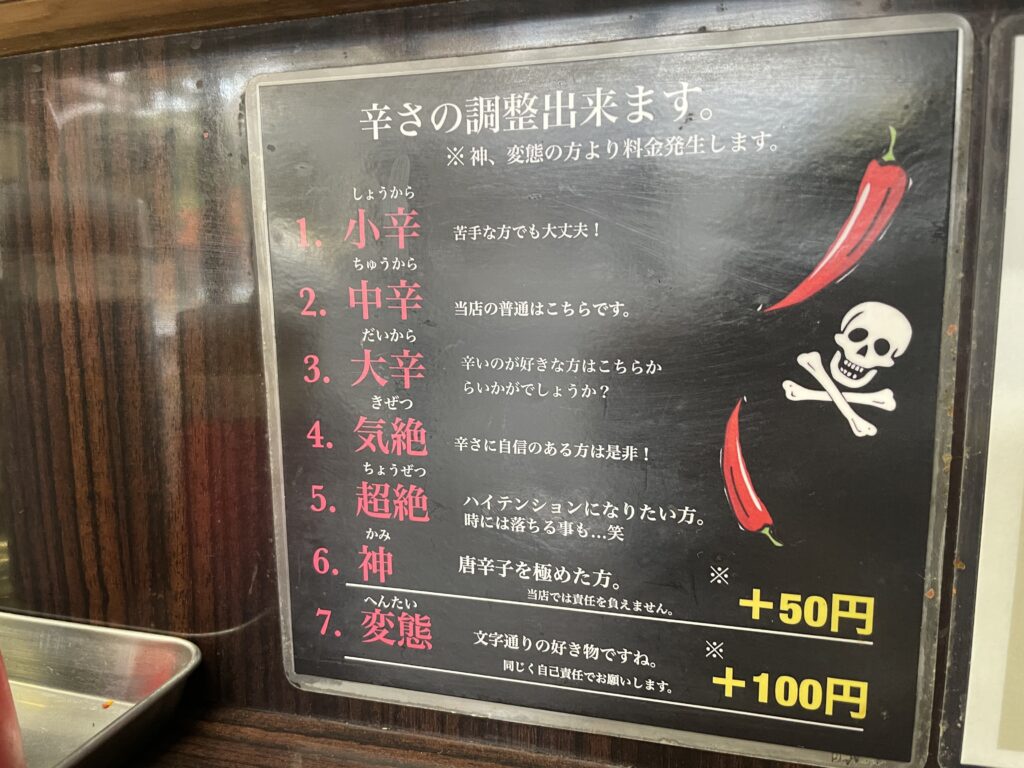 辛さの調整出来ます。
※神、変態の方より料金発生します。
しょうから
1. 小辛 苦手な方でも大丈夫！
ちゅうから
2. 中辛 当店の普通はこちらです。
だいから
3. 大辛 辛いのが好きな方はこちらか
らいかがでしょうか？
きぜつ
4. 気絶 辛さに自信のある方は是非！
ちょうぜつ
5. 超絶 ハイテンションになりたい方。
時には落ちる事も…笑
かみ
6. 神 唐辛子を極めた方。 ※
当店では責任を負えません。 +50円
へんたい
7. 変態 文字通りの好き物ですね。 ※
同じく自己責任でお願いします。 +100円